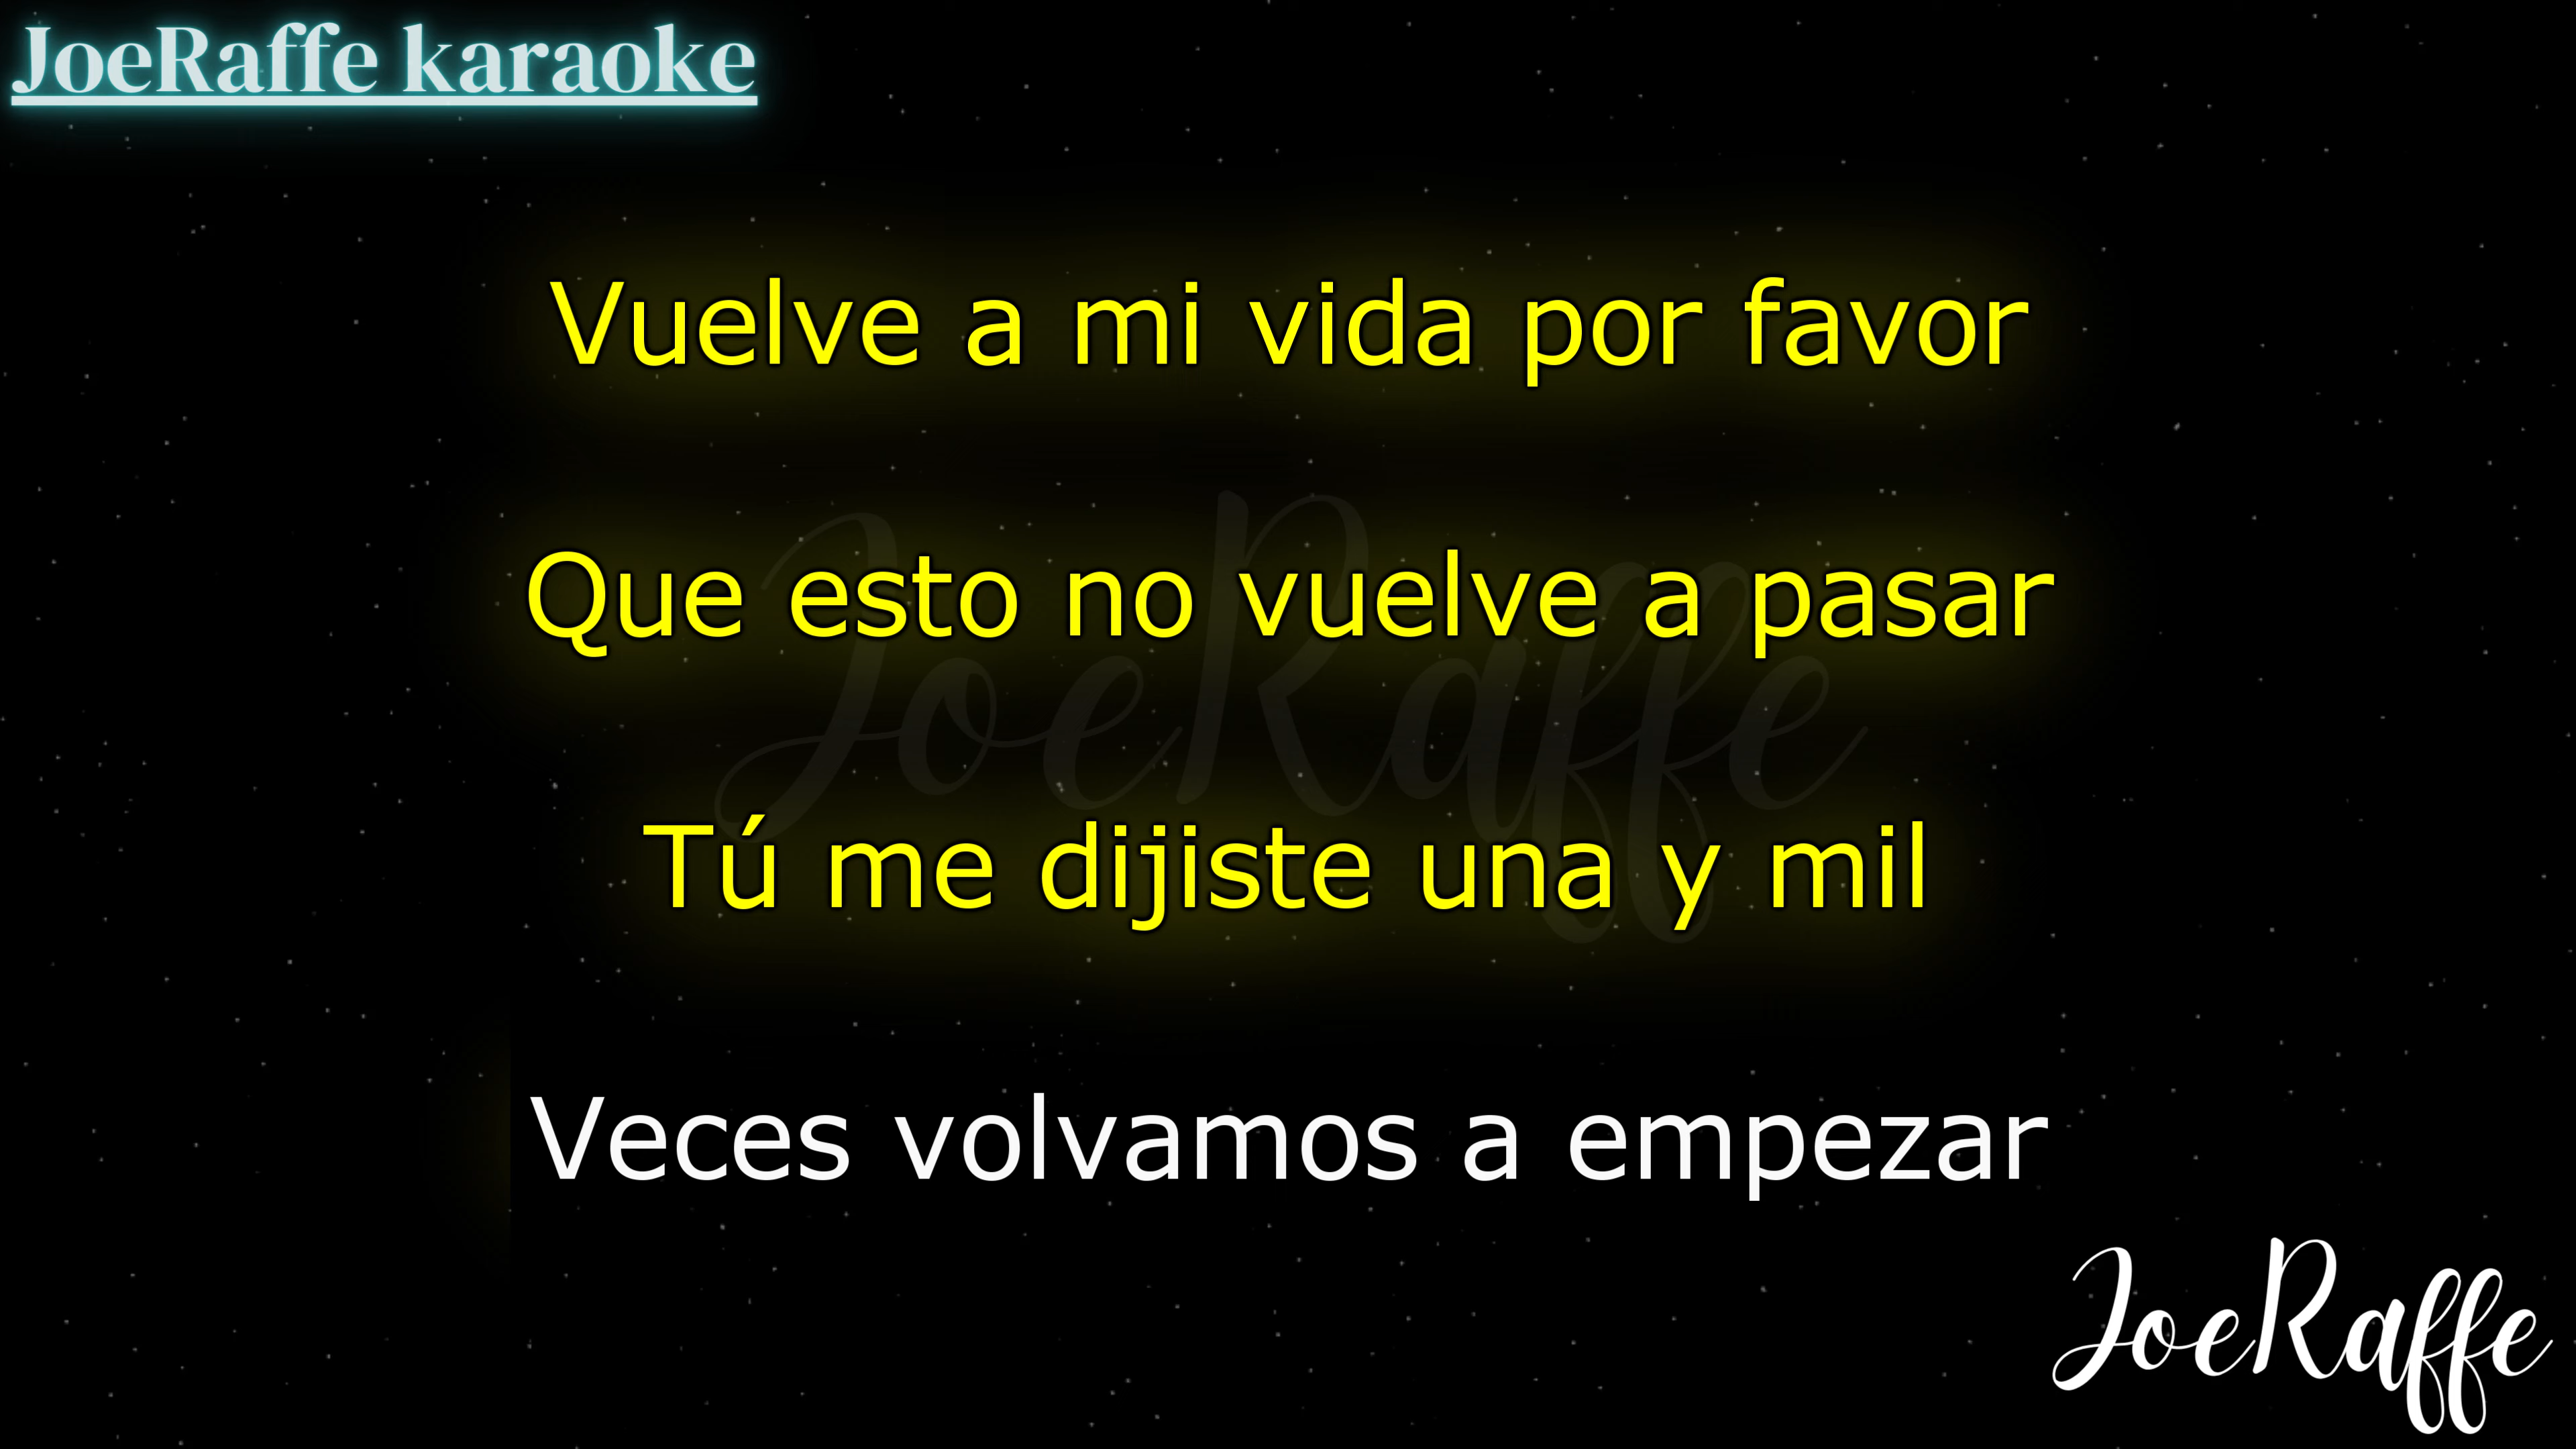 JoeRaffe karaoke
Vuelve a mi vida por favor
Que esto no vuelve a pasar
JoeRaffe
Tú me dijiste una y mil
Veces volvamos a empezar
JoeRaffe